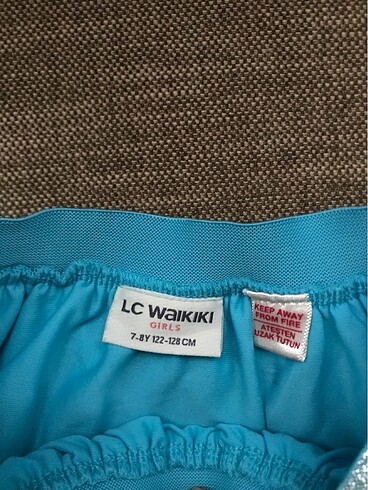 LC WAIKIKI
GIRLS
7-8Y 122-128 CM
KEEP AWAY
FROM FIRE
ATEŞTEN
UZAK TUTUN